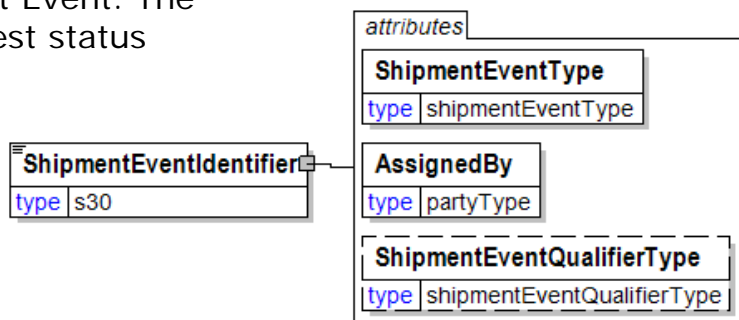 t Event. The
est status
attributes
ShipmentEventType
type shipmentEventType
ShipmentEventIdentifier
type s30
AssignedBy
type partyType
ShipmentEventQualifierType
type shipmentEventQualifierType